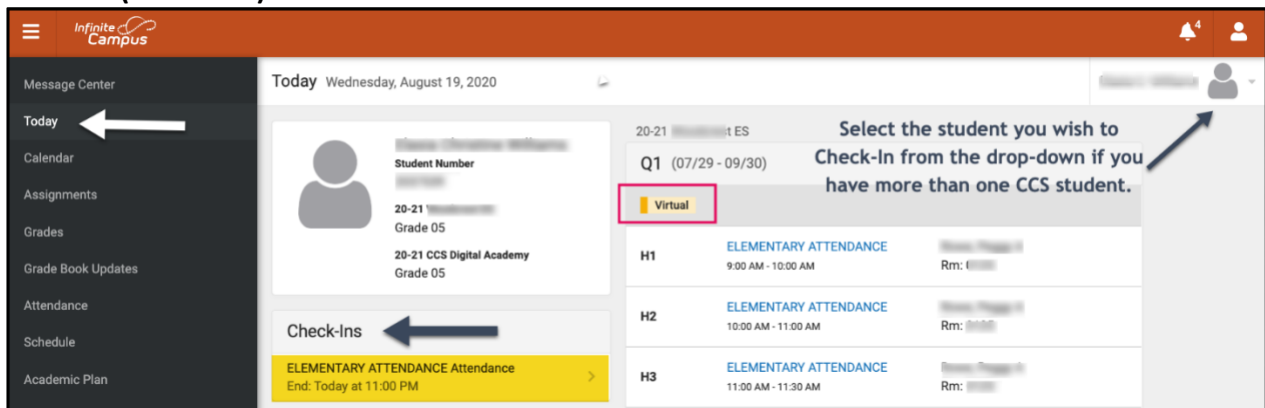 Infinite
Campus
4
Message Center
Today
Calendar
Assignments
Grades
Grade Book Updates
Attendance
Schedule
Academic Plan
Today Wednesday, August 19, 2020
Student Number
20-21
Grade 05
20-21 CCS Digital Academy
Grade 05
Check-Ins
ELEMENTARY ATTENDANCE Attendance
End: Today at 11:00 PM
20-21 ES
Q1 (07/29 - 09/30)
Select the student you wish to
Check-In from the drop-down if you
have more than one CCS student.
Virtual
H1 ELEMENTARY ATTENDANCE
9:00 AM - 10:00 AM Rm:
H2 ELEMENTARY ATTENDANCE
10:00 AM - 11:00 AM Rm:
H3 ELEMENTARY ATTENDANCE
11:00 AM - 11:30 AM Rm: